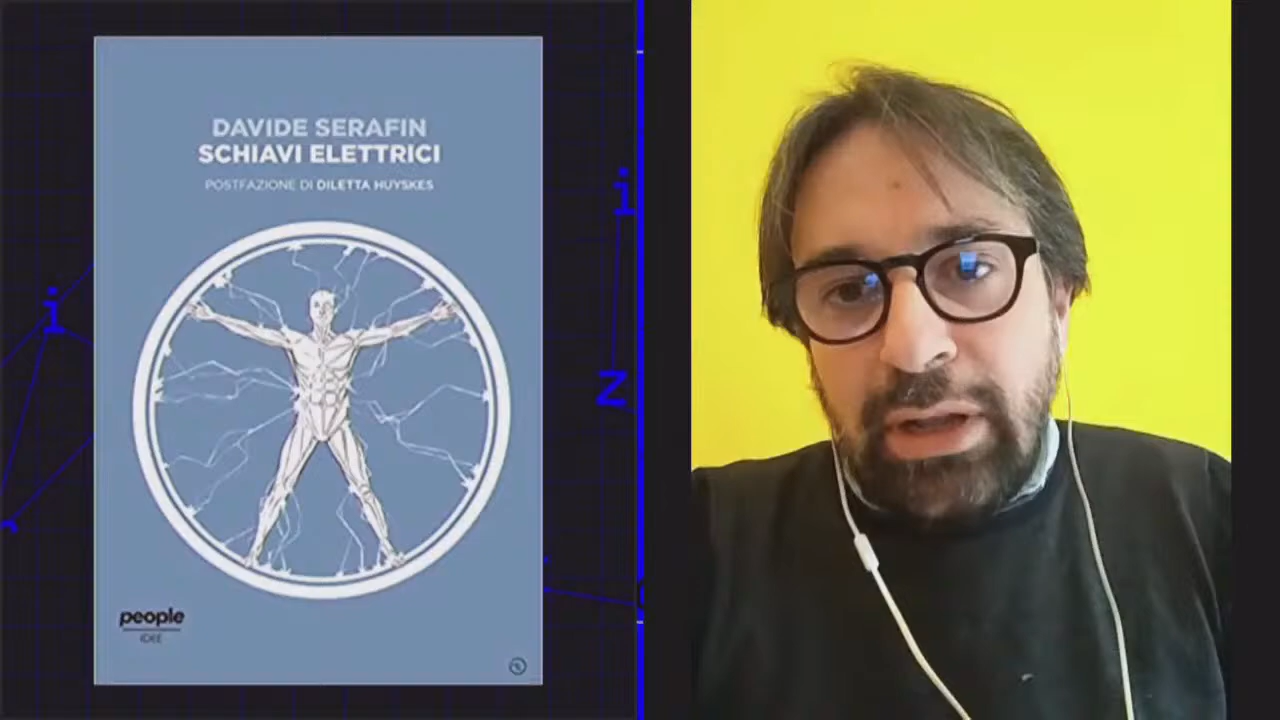 DAVIDE SERAFIN
SCHIAVI ELETTRICI
POSTFAZIONE DI DILETTA HUYSKES
people
IDEE
i
i
Z